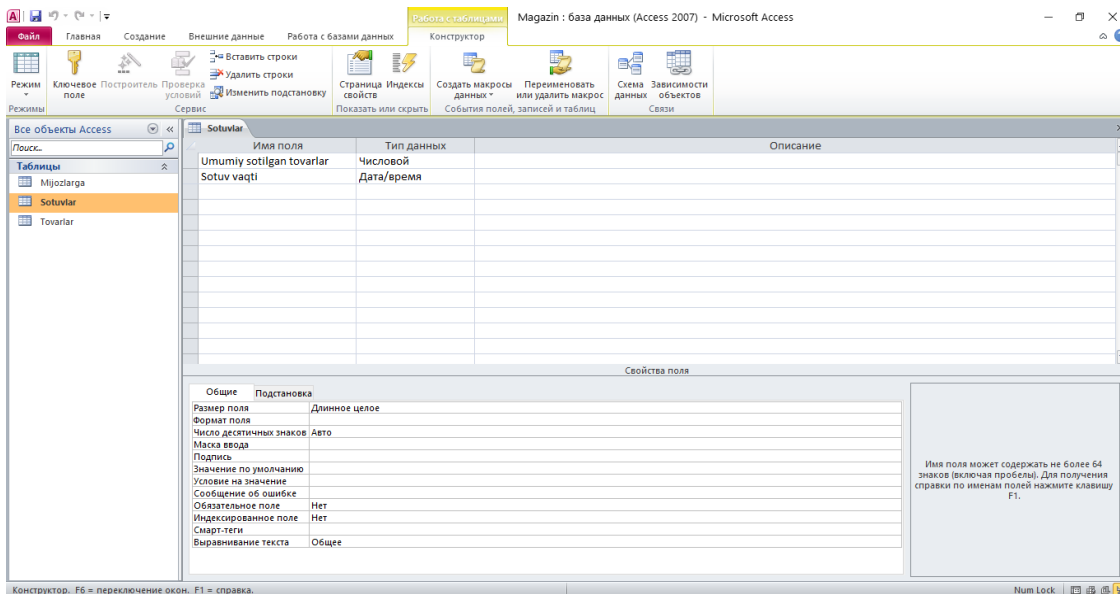 Работа с таблицами
Magazin : база данных (Access 2007) - Microsoft Access
Файл Главная Создание Внешние данные Работа с базами данных Конструктор
Режим
Ключевое поле
Построитель
Проверка условий
Вставить строки
Удалить строки
Изменить подстановку
Страница свойств
Индексы
Создать макросы данных
Переименовать или удалить макрос
Схема данных
Зависимости объектов
Режимы Сервис Показать или скрыть События полей, записей и таблиц Связи
Все объекты Access
Поиск...
Таблицы
Mijozlarga
Sotuvlar
Tovarlar
Sotuvlar
Имя поля Тип данных Описание
Umumiy sotilgan tovarlar Числовой
Sotuv vaqti Дата/время
Свойства поля
Общие Подстановка
Размер поля Длинное целое
Формат поля
Число десятичных знаков Авто
Маска ввода
Подпись
Значение по умолчанию
Условие на значение
Сообщение об ошибке
Обязательное поле Нет
Индексированное поле Нет
Смарт-теги
Выравнивание текста Общее
Имя поля может содержать не более 64
знаков (включая пробелы). Для получения
справки по именам полей нажмите клавишу
F1.
Конструктор. F6 = переключение окон. F1 = справка.
Num Lock